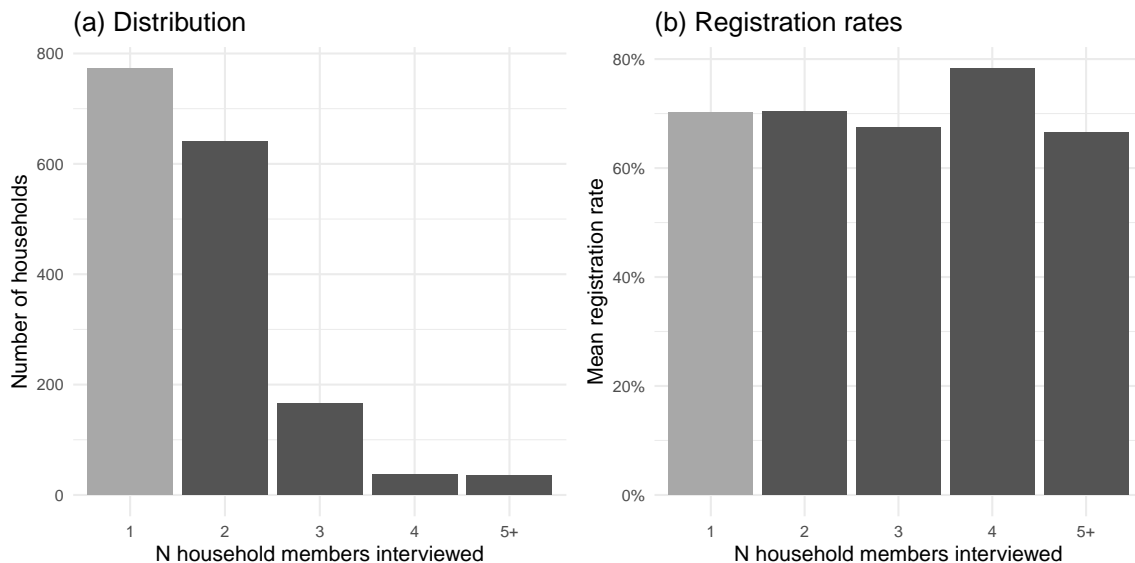 (a) Distribution
Number of households
800
600
400
200
0
1 2 3 4 5+
N household members interviewed
(b) Registration rates
Mean registration rate
80%
60%
40%
20%
0%
1 2 3 4 5+
N household members interviewed